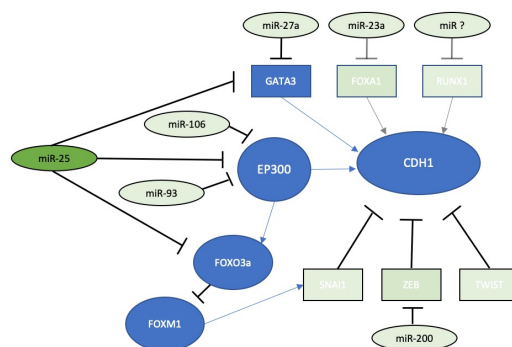 miR-27a
miR-23a
miR ?
GATA3
FOXA1
RUNX1
miR-106
miR-25
EP300
CDH1
miR-93
FOXO3a
SNAI1
ZEB
TWIST
FOXM1
miR-200